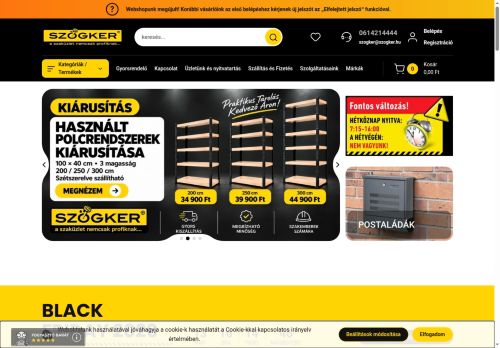 Webshopunk megújult! Korábbi vásárlóink az első belépéshez kérjenek új jelszót az „Elfelejtett jelszó" funkcióval.
SZÖGKER®
a szaküzlet nemcsak profiknak...
keresés...
0614214444
szogker@szogker.hu
Belépés
Regisztráció
Kategóriák / Termékek
Gyorsrendelő
Kapcsolat
Üzletünk és nyitvatartás
Szállítás és Fizetés
Szolgáltatásaink
Márkák
0
Kosár
0,00 Ft
KIÁRUSÍTÁS
HASZNÁLT
POLCRENDSZEREK
KIÁRUSÍTÁSA
100 × 40 cm • 3 magasság
200 / 250 / 300 cm
Szétszerelve szállítható
MEGNÉZEM
Praktikus Tárolás
Kedvező Áron!
200 cm
34 900 Ft
250 cm
39 900 Ft
300 cm
44 900 Ft
SZÖGKER®
a szaküzlet nemcsak profiknak...
GYORS KISZÁLLÍTÁS
MEGBÍZHATÓ MINŐSÉG
SZAKEMBEREK SZÁMÁRA
Fontos változás!
HÉTKÖZNAP NYITVA:
7:15-16:00
A HÉTVÉGÉN:
NEM VAGYUNK!
POSTALÁDÁK
BLACK
A weboldalunk használatával jóváhagyja a cookie-k használatát a Cookie-kkal kapcsolatos irányelv értelmében.
Beállítások módosítása
Elfogadom